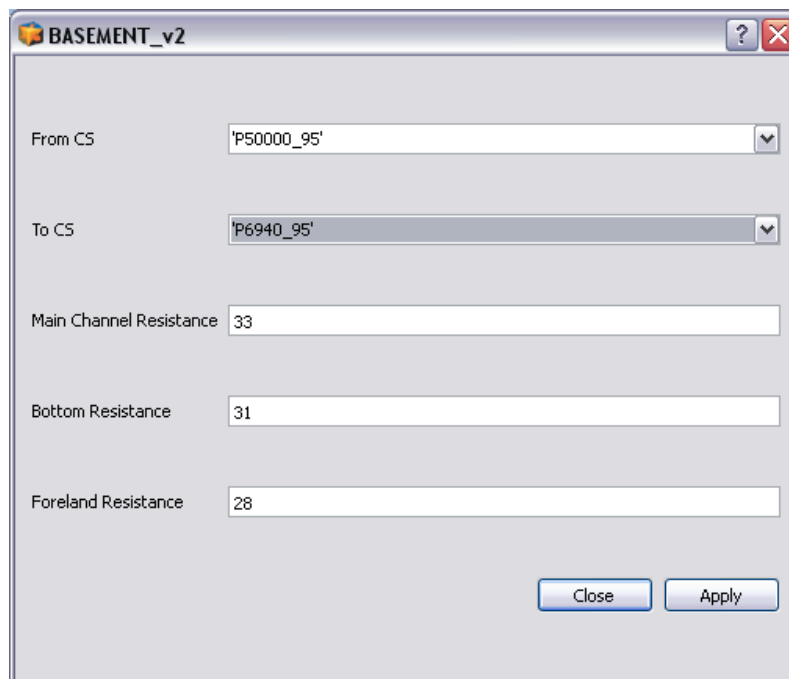 BASEMENT_v2
From CS 'P50000_95'
To CS 'P6940_95'
Main Channel Resistance 33
Bottom Resistance 31
Foreland Resistance 28
Close Apply